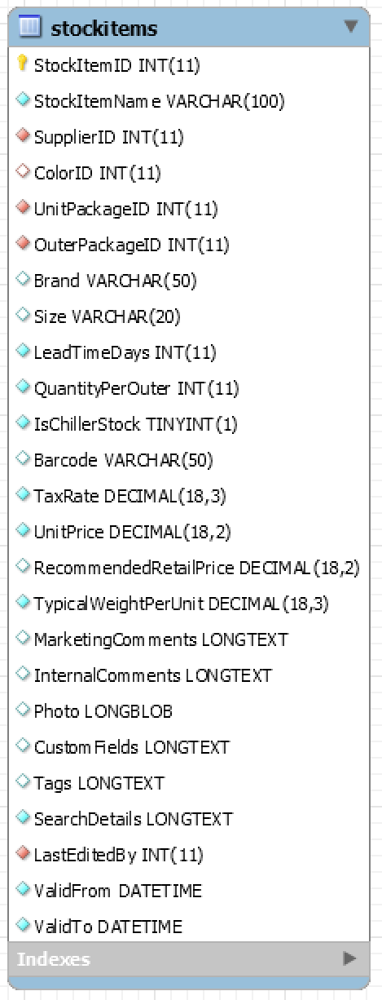 stockitems
StockItemID INT(11)
StockItemName VARCHAR(100)
SupplierID INT(11)
ColorID INT(11)
UnitPackageID INT(11)
OuterPackageID INT(11)
Brand VARCHAR(50)
Size VARCHAR(20)
LeadTimeDays INT(11)
QuantityPerOuter INT(11)
IsChillerStock TINYINT(1)
Barcode VARCHAR(50)
TaxRate DECIMAL(18,3)
UnitPrice DECIMAL(18,2)
RecommendedRetailPrice DECIMAL(18,2)
TypicalWeightPerUnit DECIMAL(18,3)
MarketingComments LONGTEXT
InternalComments LONGTEXT
Photo LONGBLOB
CustomFields LONGTEXT
Tags LONGTEXT
SearchDetails LONGTEXT
LastEditedBy INT(11)
ValidFrom DATETIME
ValidTo DATETIME
Indexes